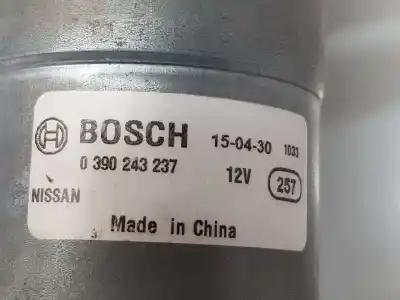 BOSCH 15-04-30 1033
0 390 243 237 12V 257
NISSAN
Made in China